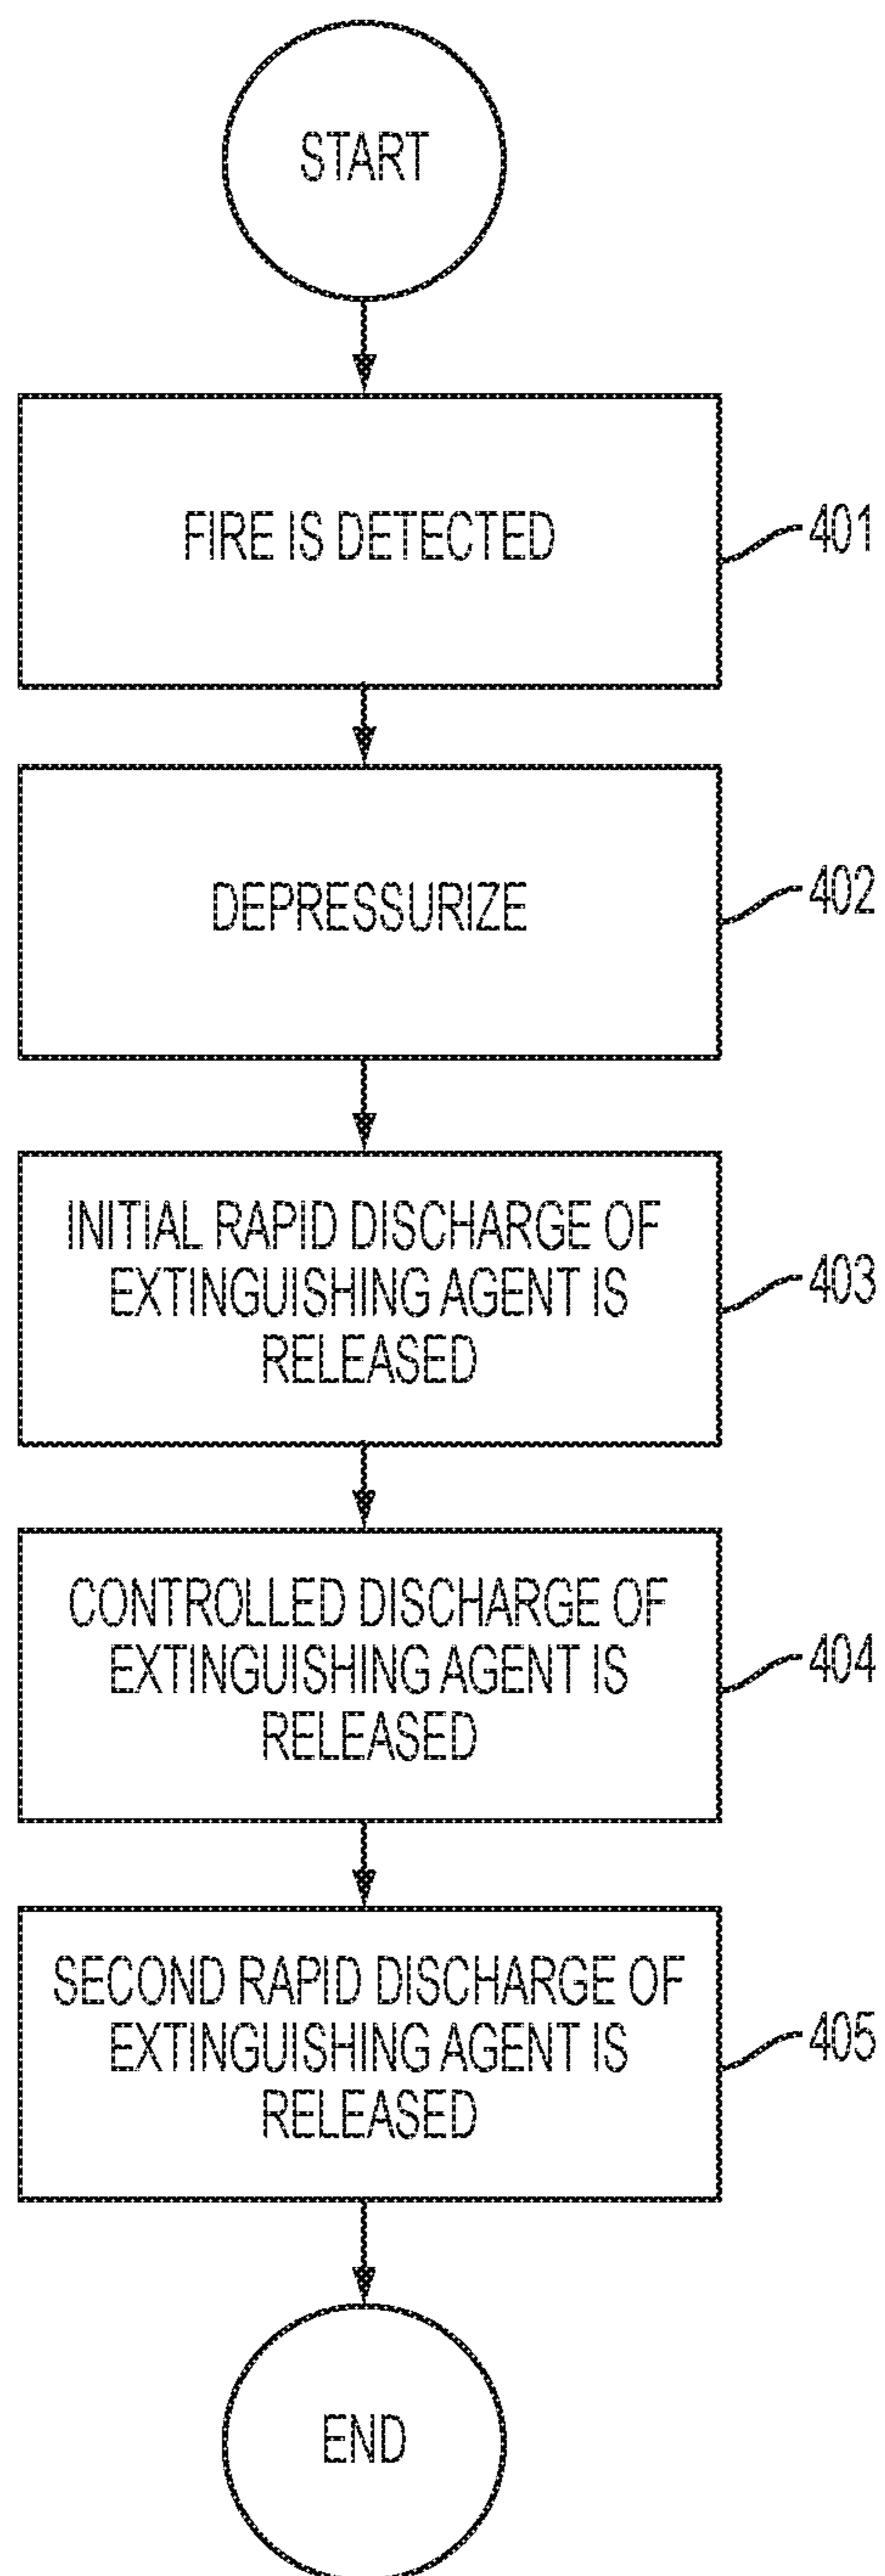 START
FIRE IS DETECTED
401
DEPRESSURIZE
402
INITIAL RAPID DISCHARGE OF
EXTINGUISHING AGENT IS
RELEASED
403
CONTROLLED DISCHARGE OF
EXTINGUISHING AGENT IS
RELEASED
404
SECOND RAPID DISCHARGE OF
EXTINGUISHING AGENT IS
RELEASED
405
END